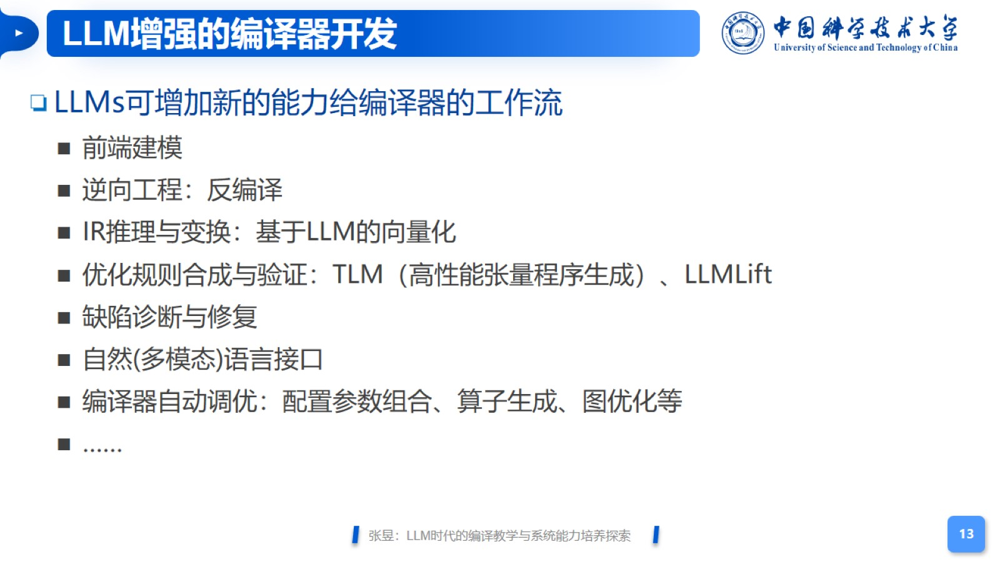 LLM增强的编译器开发
中国科学技术大学
University of Science and Technology of China
LLMs可增加新的能力给编译器的工作流
前端建模
逆向工程：反编译
IR推理与变换：基于LLM的向量化
优化规则合成与验证：TLM（高性能张量程序生成）、LLMLift
缺陷诊断与修复
自然(多模态)语言接口
编译器自动调优：配置参数组合、算子生成、图优化等
……
张昱：LLM时代的编译教学与系统能力培养探索
13